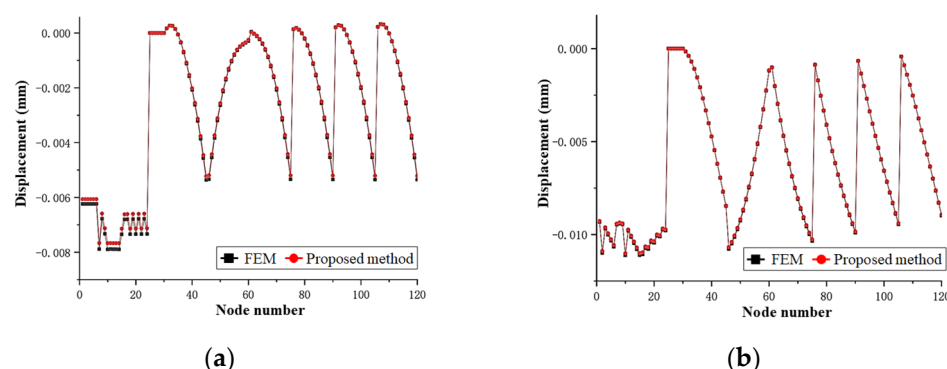 0.000
−0.002
−0.004
−0.006
−0.008
Displacement (mm)
FEM Proposed method
0 20 40 60 80 100 120
Node number
(a)
0.000
−0.005
−0.010
Displacement (mm)
FEM Proposed method
0 20 40 60 80 100 120
Node number
(b)